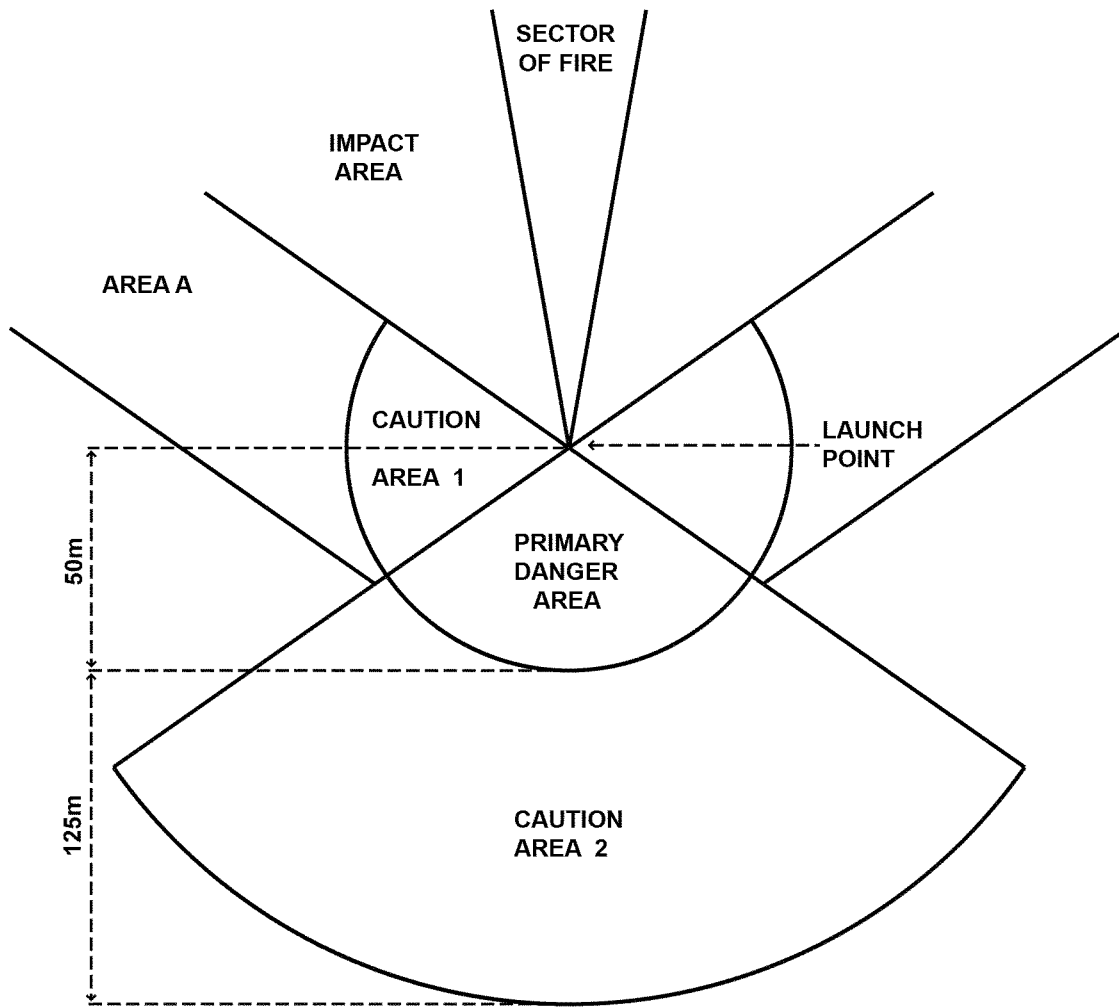 SECTOR
OF FIRE
IMPACT
AREA
AREA A
CAUTION
AREA 1
LAUNCH
POINT
PRIMARY
DANGER
AREA
50m
125m
CAUTION
AREA 2